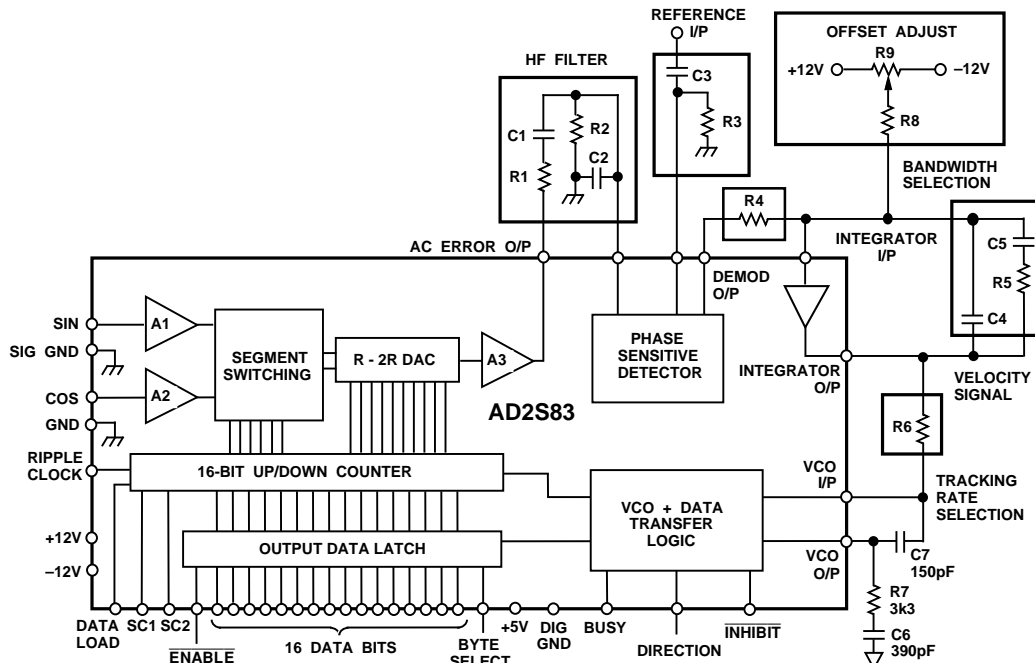 REFERENCE
I/P
OFFSET ADJUST
R9
+12V
–12V
R8
HF FILTER
C3
R3
C1
R2
C2
R1
BANDWIDTH
SELECTION
R4
AC ERROR O/P
DEMOD
O/P
INTEGRATOR
I/P
C5
R5
C4
SIN
A1
SIG GND
SEGMENT
SWITCHING
R - 2R DAC
A3
PHASE
SENSITIVE
DETECTOR
INTEGRATOR
O/P
VELOCITY
SIGNAL
COS
A2
AD2S83
GND
R6
RIPPLE
CLOCK
16-BIT UP/DOWN COUNTER
VCO
I/P
TRACKING
RATE
SELECTION
VCO + DATA
TRANSFER
LOGIC
+12V
–12V
OUTPUT DATA LATCH
VCO
O/P
C7
150pF
R7
3k3
C6
390pF
DATA
LOAD
SC1
SC2
ENABLE
16 DATA BITS
BYTE
SELECT
+5V
DIG
GND
BUSY
DIRECTION
INHIBIT